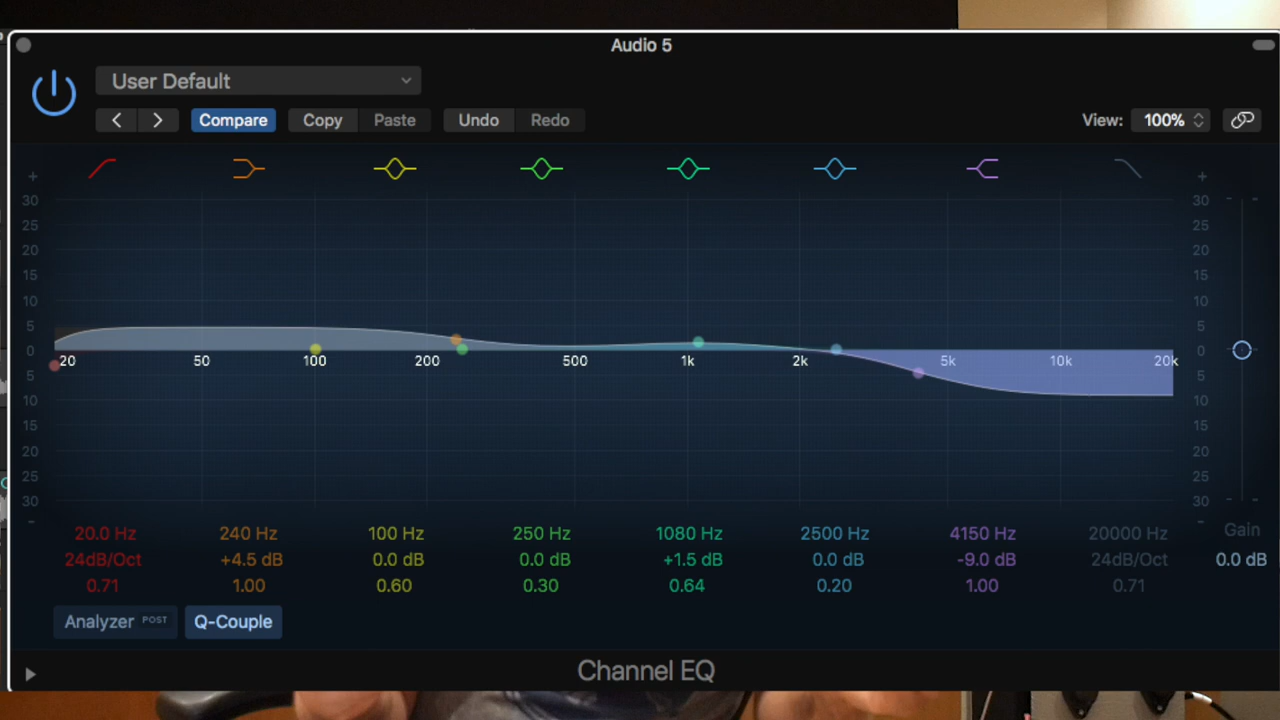 Audio 5
User Default
Compare Copy Paste Undo Redo View: 100%
+ +
30 30
25 25
20 20
15 15
10 10
5 5
0 0
20 50 100 200 500 1k 2k 5k 10k 20k
5 5
10 10
15 15
20 20
25 25
30 30
- -
20.0 Hz 240 Hz 100 Hz 250 Hz 1080 Hz 2500 Hz 4150 Hz 20000 Hz Gain
24dB/Oct +4.5 dB 0.0 dB 0.0 dB +1.5 dB 0.0 dB -9.0 dB 24dB/Oct 0.0 dB
0.71 1.00 0.60 0.30 0.64 0.20 1.00 0.71
Analyzer POST Q-Couple
Channel EQ